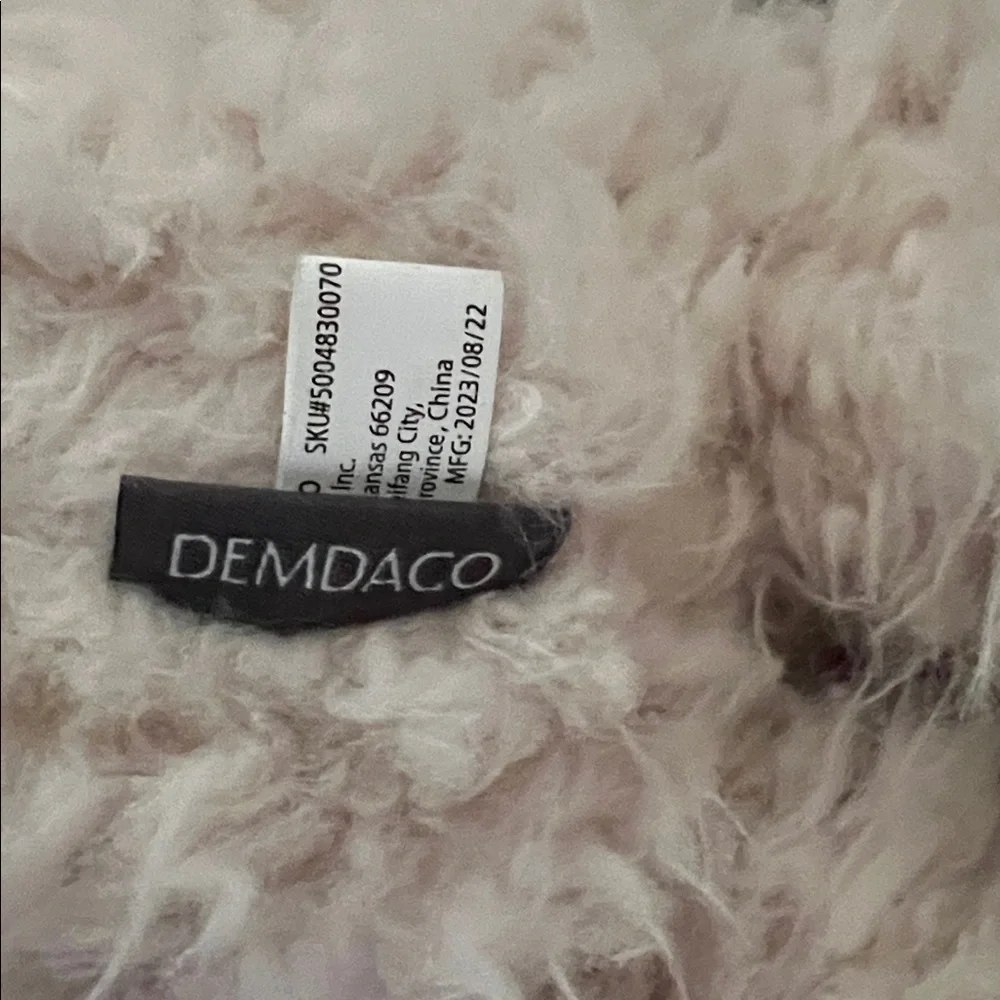 SKU#5004830070
Inc.
ansas 66209
ifang City,
rovince, China
MFG: 2023/08/22
DEMDACO